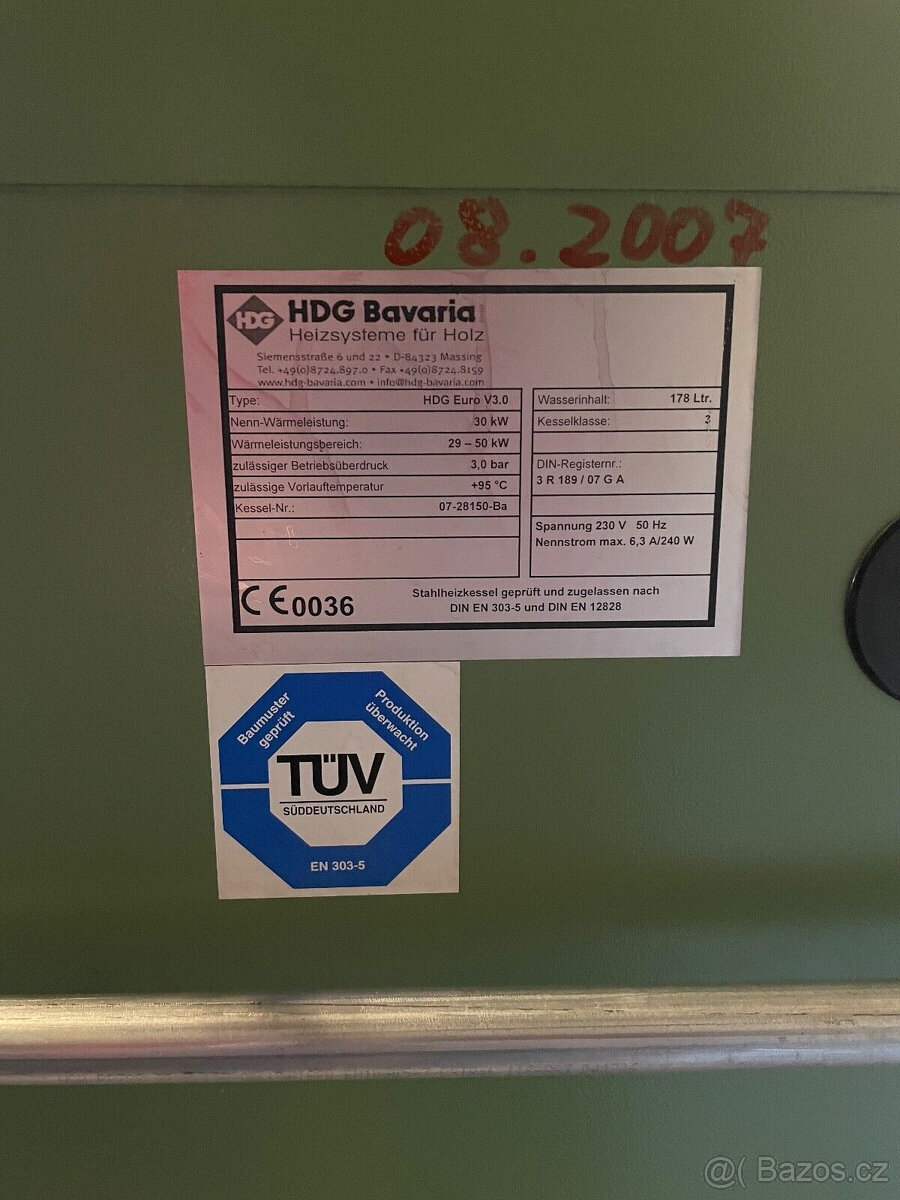 08.2007
HDG
HDG Bavaria
Heizsysteme für Holz
Siemensstraße 6 und 22 • D-84323 Massing
Tel. +49(0)8724.897.0 • Fax +49(0)8724.8159
www.hdg-bavaria.com • info@hdg-bavaria.com
Type: HDG Euro V3.0
Nenn-Wärmeleistung: 30 kW
Wärmeleistungsbereich: 29 – 50 kW
zulässiger Betriebsüberdruck 3,0 bar
zulässige Vorlauftemperatur +95 °C
Kessel-Nr.: 07-28150-Ba
Wasserinhalt: 178 Ltr.
Kesselklasse: 3
DIN-Registernr.:
3 R 189 / 07 G A
Spannung 230 V 50 Hz
Nennstrom max. 6,3 A/240 W
CE 0036
Stahlheizkessel geprüft und zugelassen nach
DIN EN 303-5 und DIN EN 12828
Baumuster
geprüft
Produktion
überwacht
TÜV
SÜDDEUTSCHLAND
EN 303-5
@( Bazos.cz